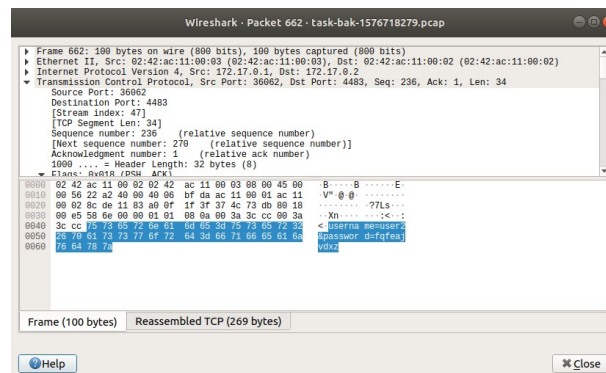 Wireshark · Packet 662 · task-bak-1576718279.pcap
Frame 662: 100 bytes on wire (800 bits), 100 bytes captured (800 bits)
Ethernet II, Src: 02:42:ac:11:00:03 (02:42:ac:11:00:03), Dst: 02:42:ac:11:00:02 (02:42:ac:11:00:02)
Internet Protocol Version 4, Src: 172.17.0.1, Dst: 172.17.0.2
Transmission Control Protocol, Src Port: 36062, Dst Port: 4483, Seq: 236, Ack: 1, Len: 34
Source Port: 36062
Destination Port: 4483
[Stream index: 47]
[TCP Segment Len: 34]
Sequence number: 236 (relative sequence number)
[Next sequence number: 270 (relative sequence number)]
Acknowledgment number: 1 (relative ack number)
1000 .... = Header Length: 32 bytes (8)
Flags: 0x018 (PSH, ACK)
0000 02 42 ac 11 00 02 02 42 ac 11 00 03 08 00 45 00 ·B·····B ······E·
0010 00 56 22 a2 40 00 40 06 bf da ac 11 00 01 ac 11 ·V"·@·@· ········
0020 00 02 8c de 11 83 a0 0f 1f 3f 37 4c 73 db 80 18 ········ ·?7Ls···
0030 00 e5 58 6e 00 00 01 01 08 0a 00 3a 3c cc 00 3a ··Xn···· ···:<··:
0040 3c cc 75 73 65 72 6e 61 6d 65 3d 75 73 65 72 32 <·userna me=user2
0050 26 70 61 73 73 77 6f 72 64 3d 66 71 66 65 61 6a &passwor d=fqfeaj
0060 76 64 78 7a vdxz
Frame (100 bytes) Reassembled TCP (269 bytes)
Help Close